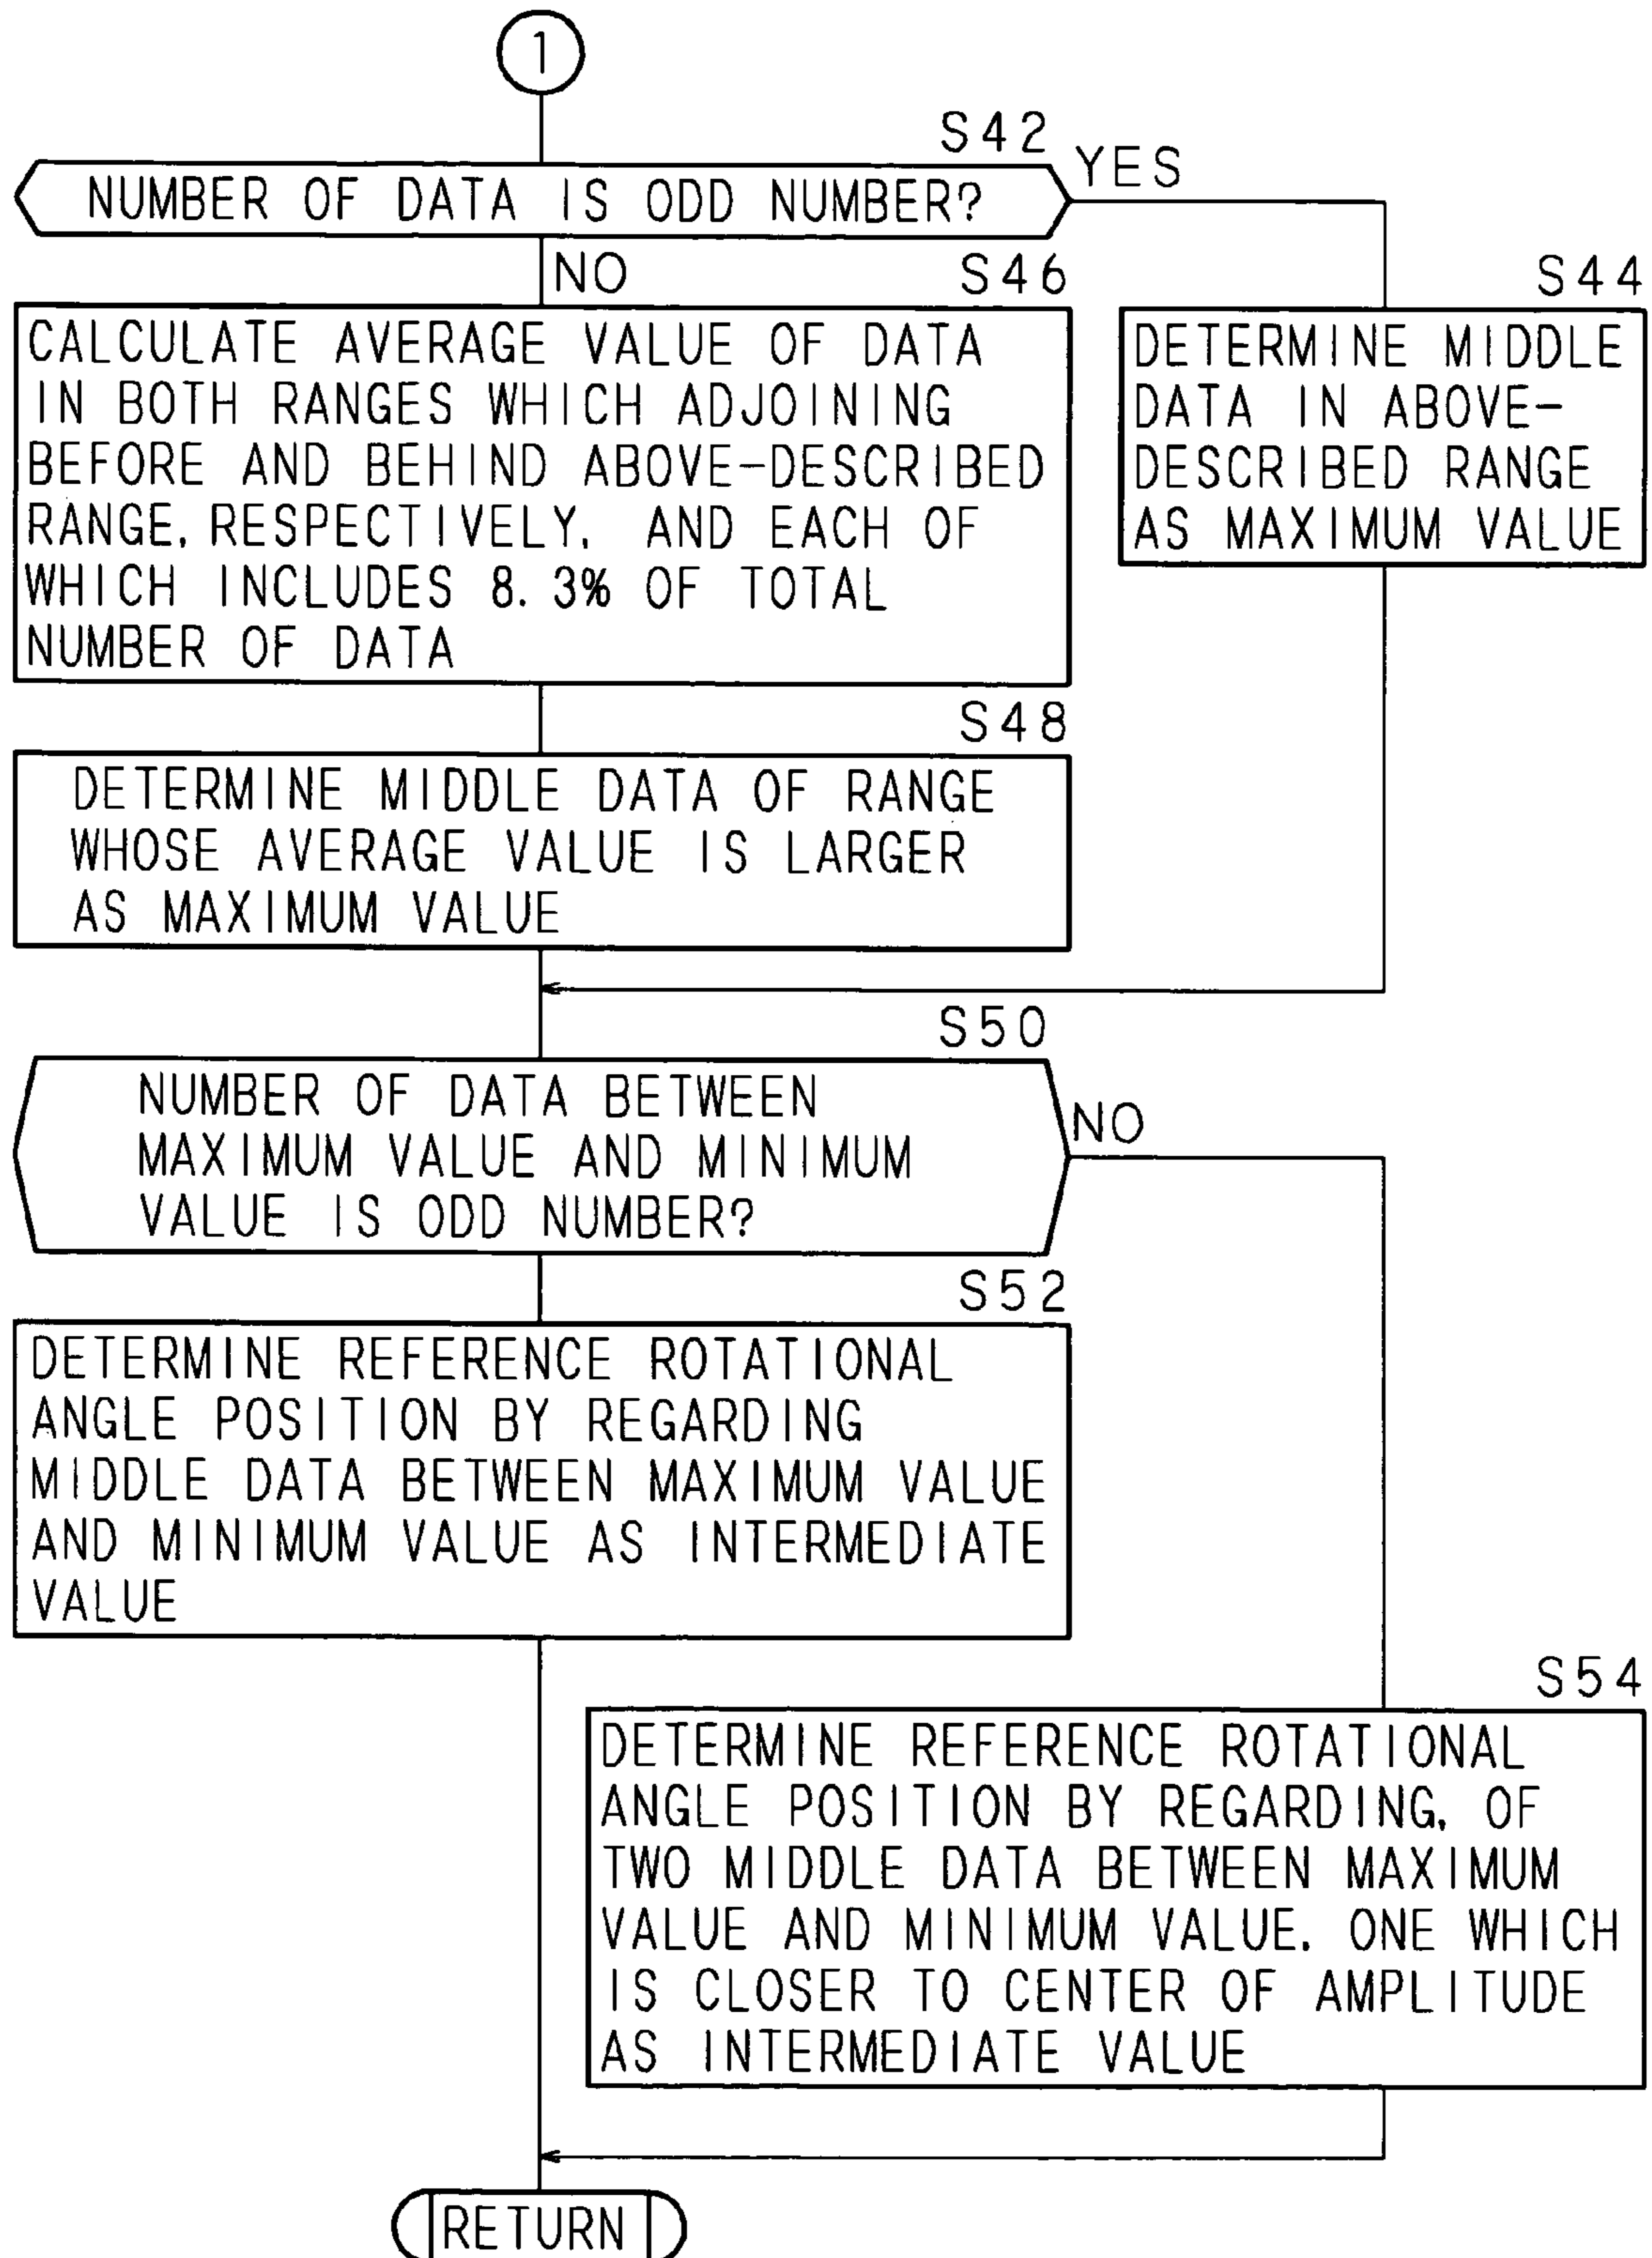 1
S42
NUMBER OF DATA IS ODD NUMBER?
YES
NO
S46
CALCULATE AVERAGE VALUE OF DATA
IN BOTH RANGES WHICH ADJOINING
BEFORE AND BEHIND ABOVE-DESCRIBED
RANGE, RESPECTIVELY, AND EACH OF
WHICH INCLUDES 8.3% OF TOTAL
NUMBER OF DATA
S44
DETERMINE MIDDLE
DATA IN ABOVE-
DESCRIBED RANGE
AS MAXIMUM VALUE
S48
DETERMINE MIDDLE DATA OF RANGE
WHOSE AVERAGE VALUE IS LARGER
AS MAXIMUM VALUE
S50
NUMBER OF DATA BETWEEN
MAXIMUM VALUE AND MINIMUM
VALUE IS ODD NUMBER?
NO
S52
DETERMINE REFERENCE ROTATIONAL
ANGLE POSITION BY REGARDING
MIDDLE DATA BETWEEN MAXIMUM VALUE
AND MINIMUM VALUE AS INTERMEDIATE
VALUE
S54
DETERMINE REFERENCE ROTATIONAL
ANGLE POSITION BY REGARDING, OF
TWO MIDDLE DATA BETWEEN MAXIMUM
VALUE AND MINIMUM VALUE, ONE WHICH
IS CLOSER TO CENTER OF AMPLITUDE
AS INTERMEDIATE VALUE
RETURN